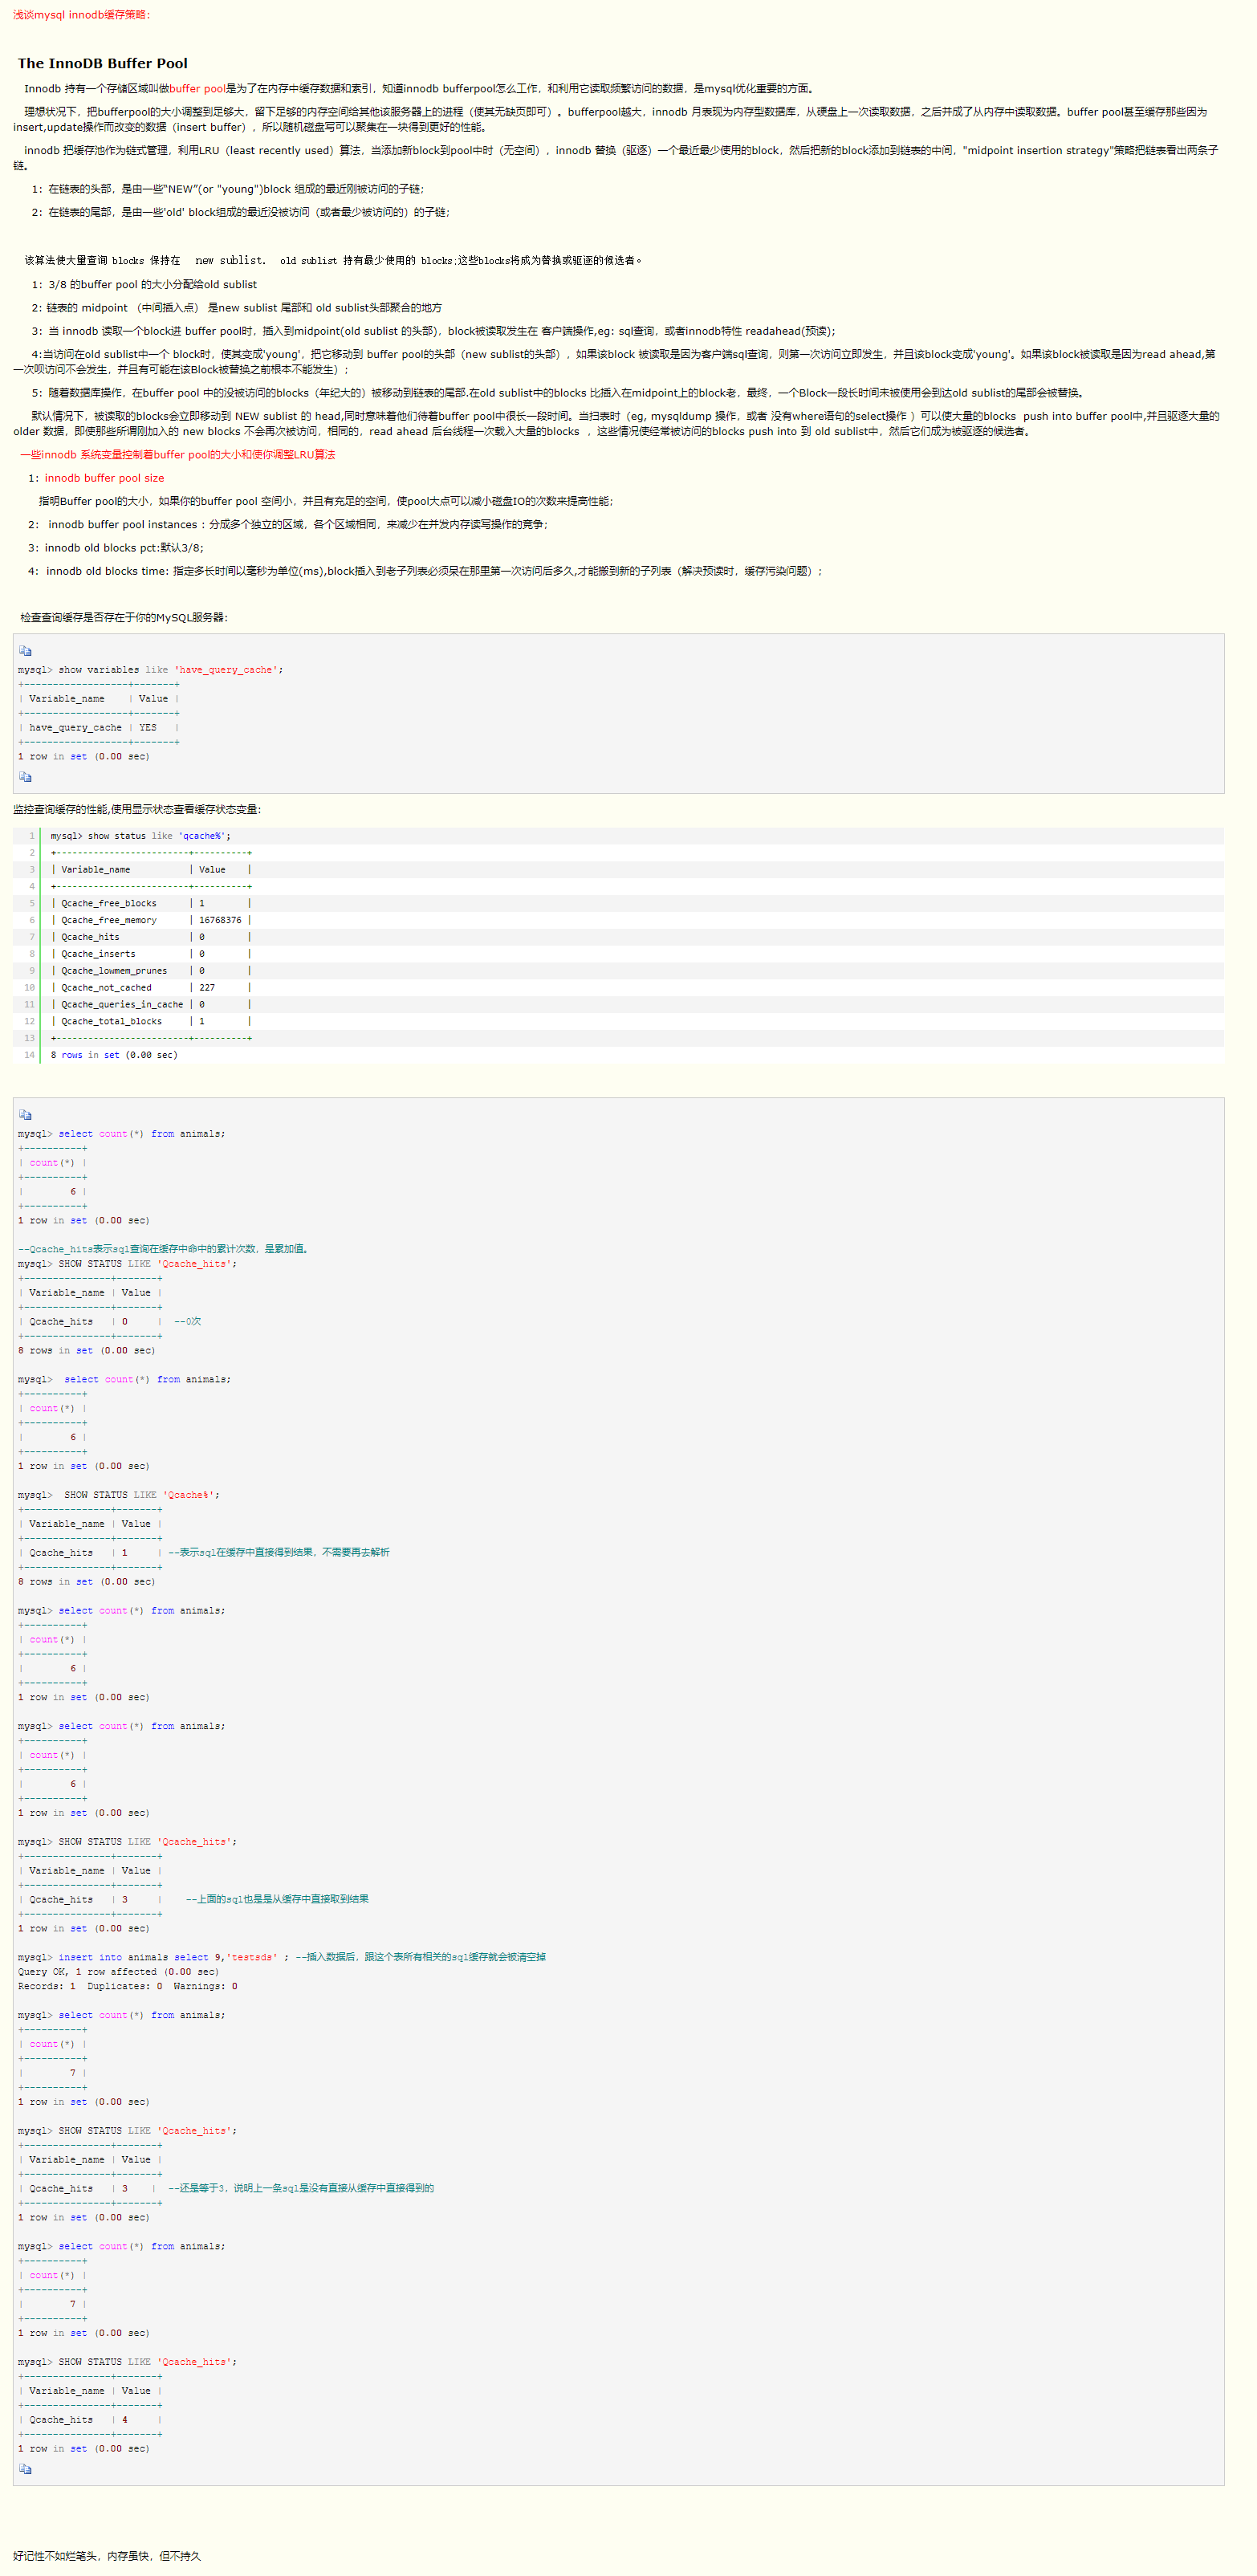 浅谈mysql innodb缓存策略：
The InnoDB Buffer Pool
Innodb 持有一个存储区域叫做buffer pool是为了在内存中缓存数据和索引，知道innodb bufferpool怎么工作，和利用它读取频繁访问的数据，是mysql优化重要的方面。
理想状况下，把bufferpool的大小调整到足够大，留下足够的内存空间给其他该服务器上的进程（使其无缺页即可）。bufferpool越大，innodb 月表现为内存型数据库，从硬盘上一次读取数据，之后并成了从内存中读取数据。buffer pool甚至缓存那些因为
insert,update操作而改变的数据（insert buffer），所以随机磁盘写可以聚集在一块得到更好的性能。
innodb 把缓存池作为链式管理，利用LRU（least recently used）算法，当添加新block到pool中时（无空间），innodb 替换（驱逐）一个最近最少使用的block，然后把新的block添加到链表的中间，"midpoint insertion strategy"策略把链表看出两条子
链。
1：在链表的头部，是由一些“NEW”(or "young")block 组成的最近刚被访问的子链；
2：在链表的尾部，是由一些'old' block组成的最近没被访问（或者最少被访问的）的子链；
该算法使大量查询 blocks 保持在 new sublist. old sublist 持有最少使用的 blocks;这些blocks将成为替换或驱逐的候选者。
1：3/8 的buffer pool 的大小分配给old sublist
2: 链表的 midpoint （中间插入点） 是new sublist 尾部和 old sublist头部聚合的地方
3：当 innodb 读取一个block进 buffer pool时，插入到midpoint(old sublist 的头部)，block被读取发生在 客户端操作,eg: sql查询，或者innodb特性 readahead(预读);
4:当访问在old sublist中一个 block时，使其变成'young'，把它移动到 buffer pool的头部（new sublist的头部），如果该block 被读取是因为客户端sql查询，则第一次访问立即发生，并且该block变成'young'。如果该block被读取是因为read ahead,第
一次呗访问不会发生，并且有可能在该Block被替换之前根本不能发生）;
5：随着数据库操作，在buffer pool 中的没被访问的blocks（年纪大的）被移动到链表的尾部.在old sublist中的blocks 比插入在midpoint上的block老，最终，一个Block一段长时间未被使用会到达old sublist的尾部会被替换。
默认情况下，被读取的blocks会立即移动到 NEW sublist 的 head,同时意味着他们待着buffer pool中很长一段时间。当扫表时（eg, mysqldump 操作，或者 没有where语句的select操作 ）可以使大量的blocks push into buffer pool中,并且驱逐大量的
older 数据，即使那些所谓刚加入的 new blocks 不会再次被访问，相同的，read ahead 后台线程一次载入大量的blocks ，这些情况使经常被访问的blocks push into 到 old sublist中，然后它们成为被驱逐的候选者。
一些innodb 系统变量控制着buffer pool的大小和使你调整LRU算法
1：innodb buffer pool size
指明Buffer pool的大小，如果你的buffer pool 空间小，并且有充足的空间，使pool大点可以减小磁盘IO的次数来提高性能；
2： innodb buffer pool instances : 分成多个独立的区域，各个区域相同，来减少在并发内存读写操作的竞争；
3：innodb old blocks pct:默认3/8;
4： innodb old blocks time: 指定多长时间以毫秒为单位(ms),block插入到老子列表必须呆在那里第一次访问后多久,才能搬到新的子列表（解决预读时，缓存污染问题）;
检查查询缓存是否存在于你的MySQL服务器：
mysql> show variables like 'have_query_cache';
+------------------+-------+
| Variable_name    | Value |
+------------------+-------+
| have_query_cache | YES   |
+------------------+-------+
1 row in set (0.00 sec)
监控查询缓存的性能,使用显示状态查看缓存状态变量：
1 mysql> show status like 'qcache%';
2 +-------------------------+----------+
3 | Variable_name           | Value    |
4 +-------------------------+----------+
5 | Qcache_free_blocks      | 1        |
6 | Qcache_free_memory      | 16768376 |
7 | Qcache_hits             | 0        |
8 | Qcache_inserts          | 0        |
9 | Qcache_lowmem_prunes    | 0        |
10 | Qcache_not_cached       | 227      |
11 | Qcache_queries_in_cache | 0        |
12 | Qcache_total_blocks     | 1        |
13 +-------------------------+----------+
14 8 rows in set (0.00 sec)
mysql> select count(*) from animals;
+----------+
| count(*) |
+----------+
|        6 |
+----------+
1 row in set (0.00 sec)
--Qcache_hits表示sql查询在缓存中命中的累计次数，是累加值。
mysql> SHOW STATUS LIKE 'Qcache_hits';
+---------------+-------+
| Variable_name | Value |
+---------------+-------+
| Qcache_hits   | 0     |  --0次
+---------------+-------+
8 rows in set (0.00 sec)
mysql>  select count(*) from animals;
+----------+
| count(*) |
+----------+
|        6 |
+----------+
1 row in set (0.00 sec)
mysql>  SHOW STATUS LIKE 'Qcache%';
+---------------+-------+
| Variable_name | Value |
+---------------+-------+
| Qcache_hits   | 1     | --表示sql在缓存中直接得到结果，不需要再去解析
+---------------+-------+
8 rows in set (0.00 sec)
mysql> select count(*) from animals;
+----------+
| count(*) |
+----------+
|        6 |
+----------+
1 row in set (0.00 sec)
mysql> select count(*) from animals;
+----------+
| count(*) |
+----------+
|        6 |
+----------+
1 row in set (0.00 sec)
mysql> SHOW STATUS LIKE 'Qcache_hits';
+---------------+-------+
| Variable_name | Value |
+---------------+-------+
| Qcache_hits   | 3     |    --上面的sql也是是从缓存中直接取到结果
+---------------+-------+
1 row in set (0.00 sec)
mysql> insert into animals select 9,'testsds' ; --插入数据后，跟这个表所有相关的sql缓存就会被清空掉
Query OK, 1 row affected (0.00 sec)
Records: 1  Duplicates: 0  Warnings: 0
mysql> select count(*) from animals;
+----------+
| count(*) |
+----------+
|        7 |
+----------+
1 row in set (0.00 sec)
mysql> SHOW STATUS LIKE 'Qcache_hits';
+---------------+-------+
| Variable_name | Value |
+---------------+-------+
| Qcache_hits   | 3    |  --还是等于3，说明上一条sql是没有直接从缓存中直接得到的
+---------------+-------+
1 row in set (0.00 sec)
mysql> select count(*) from animals;
+----------+
| count(*) |
+----------+
|        7 |
+----------+
1 row in set (0.00 sec)
mysql> SHOW STATUS LIKE 'Qcache_hits';
+---------------+-------+
| Variable_name | Value |
+---------------+-------+
| Qcache_hits   | 4     |
+---------------+-------+
1 row in set (0.00 sec)
好记性不如烂笔头，内存虽快，但不持久